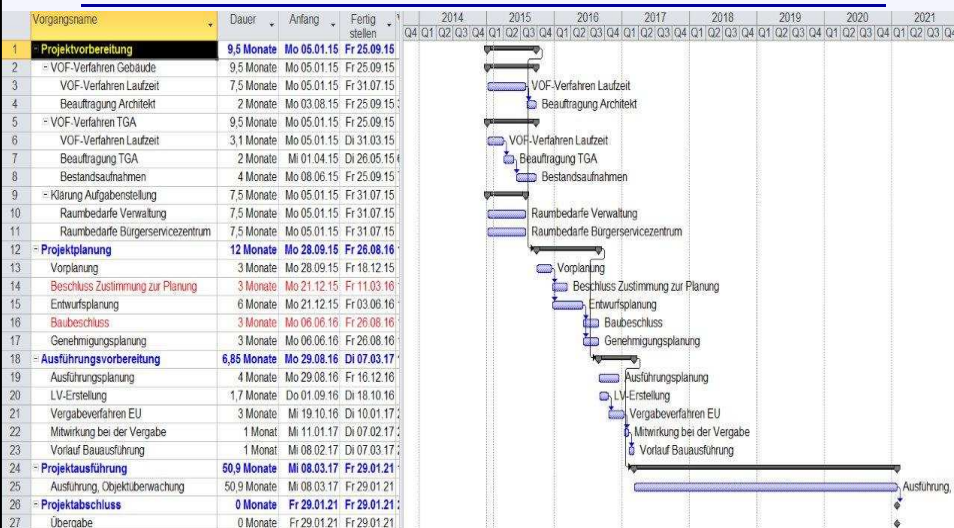 Vorgangsname Dauer Anfang Fertig stellen 2014 2015 2016 2017 2018 2019 2020 2021
Q4 Q1 Q2 Q3 Q4 Q1 Q2 Q3 Q4 Q1 Q2 Q3 Q4 Q1 Q2 Q3 Q4 Q1 Q2 Q3 Q4 Q1 Q2 Q3 Q4 Q1 Q2 Q3 Q4 Q1 Q2 Q3 Q4
1 Projektvorbereitung 9,5 Monate Mo 05.01.15 Fr 25.09.15
2 VOF-Verfahren Gebäude 9,5 Monate Mo 05.01.15 Fr 25.09.15
3 VOF-Verfahren Laufzeit 7,5 Monate Mo 05.01.15 Fr 31.07.15 VOF-Verfahren Laufzeit
4 Beauftragung Architekt 2 Monate Mo 03.08.15 Fr 25.09.15 Beauftragung Architekt
5 VOF-Verfahren TGA 9,5 Monate Mo 05.01.15 Fr 25.09.15
6 VOF-Verfahren Laufzeit 3,1 Monate Mo 05.01.15 Di 31.03.15 VOF-Verfahren Laufzeit
7 Beauftragung TGA 2 Monate Mi 01.04.15 Di 26.05.15 Beauftragung TGA
8 Bestandsaufnahmen 4 Monate Mo 08.06.15 Fr 25.09.15 Bestandsaufnahmen
9 Klärung Aufgabenstellung 7,5 Monate Mo 05.01.15 Fr 31.07.15
10 Raumbedarfe Verwaltung 7,5 Monate Mo 05.01.15 Fr 31.07.15 Raumbedarfe Verwaltung
11 Raumbedarfe Bürgerservicezentrum 7,5 Monate Mo 05.01.15 Fr 31.07.15 Raumbedarfe Bürgerservicezentrum
12 Projektplanung 12 Monate Mo 28.09.15 Fr 26.08.16
13 Vorplanung 3 Monate Mo 28.09.15 Fr 18.12.15 Vorplanung
14 Beschluss Zustimmung zur Planung 3 Monate Mo 21.12.15 Fr 11.03.16 Beschluss Zustimmung zur Planung
15 Entwurfsplanung 6 Monate Mo 21.12.15 Fr 03.06.16 Entwurfsplanung
16 Baubeschluss 3 Monate Mo 06.06.16 Fr 26.08.16 Baubeschluss
17 Genehmigungsplanung 3 Monate Mo 06.06.16 Fr 26.08.16 Genehmigungsplanung
18 Ausführungsvorbereitung 6,85 Monate Mo 29.08.16 Di 07.03.17
19 Ausführungsplanung 4 Monate Mo 29.08.16 Fr 16.12.16 Ausführungsplanung
20 LV-Erstellung 1,7 Monate Do 01.09.16 Di 18.10.16 LV-Erstellung
21 Vergabeverfahren EU 3 Monate Mi 19.10.16 Di 10.01.17 Vergabeverfahren EU
22 Mitwirkung bei der Vergabe 1 Monat Mi 11.01.17 Di 07.02.17 Mitwirkung bei der Vergabe
23 Vorlauf Bauausführung 1 Monat Mi 08.02.17 Di 07.03.17 Vorlauf Bauausführung
24 Projektausführung 50,9 Monate Mi 08.03.17 Fr 29.01.21
25 Ausführung, Objektüberwachung 50,9 Monate Mi 08.03.17 Fr 29.01.21 Ausführung,
26 Projektabschluss 0 Monate Fr 29.01.21 Fr 29.01.21
27 Übergabe 0 Monate Fr 29.01.21 Fr 29.01.21